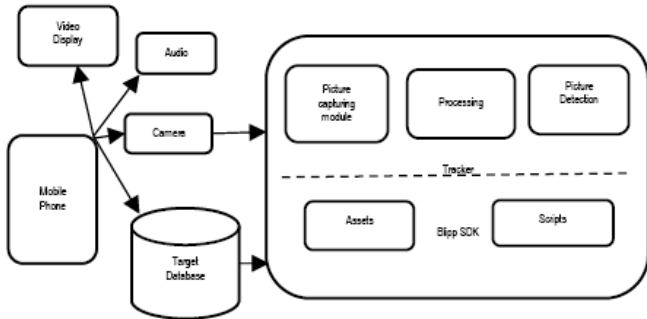 Video
Display
Audio
Camera
Mobile
Phone
Target
Database
Picture
capturing
module
Processing
Picture
Detection
Tracker
Assets
Blipp SDK
Scripts